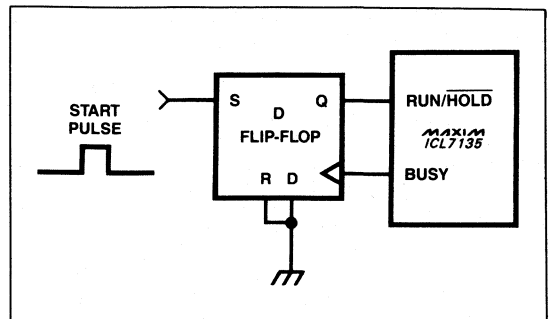 START
PULSE
S
D
Q
FLIP-FLOP
R D
RUN/HOLD
MAXIM
ICL7135
BUSY